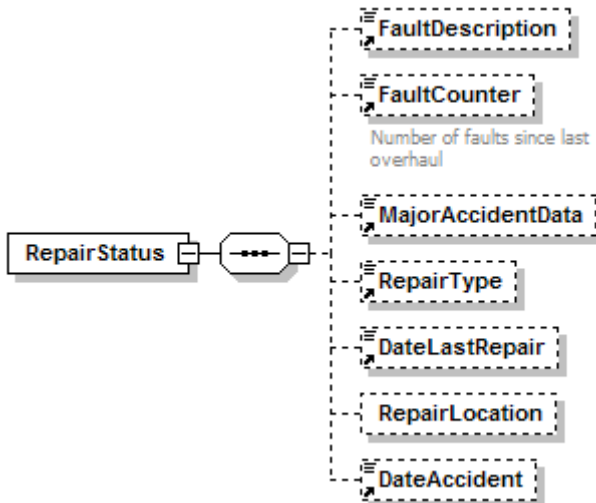 FaultDescription
FaultCounter
Number of faults since last
overhaul
MajorAccidentData
RepairStatus
RepairType
DateLastRepair
RepairLocation
DateAccident